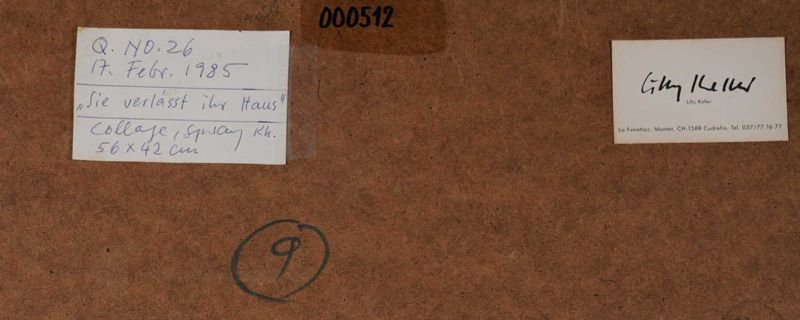 000512
Q. NO. 26
17. Febr. 1985
„Sie verlässt ihr Haus"
Collage, Spray Kh.
56 x 42 cm
Lilly Keller
Lilly Keller
La Fenettaz, Montet, CH-1588 Cudrefin, Tel. 037/77 16 77
9